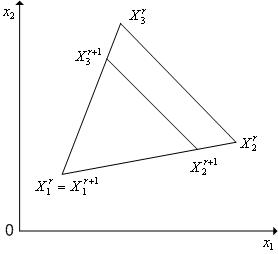 x₂
X₃ʳ
X₃ʳ⁺¹
X₂ʳ
X₂ʳ⁺¹
X₁ʳ = X₁ʳ⁺¹
0
x₁